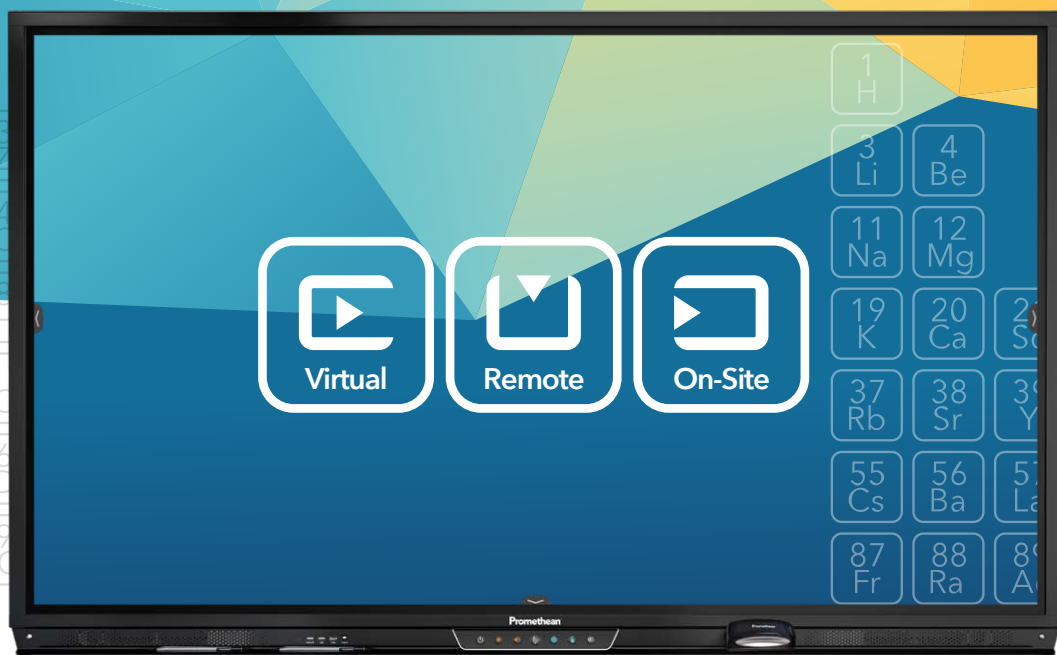 1
H
3
Li
4
Be
11
Na
12
Mg
19
K
20
Ca
37
Rb
38
Sr
Virtual
Remote
On-Site
55
Cs
56
Ba
87
Fr
88
Ra
Promethean